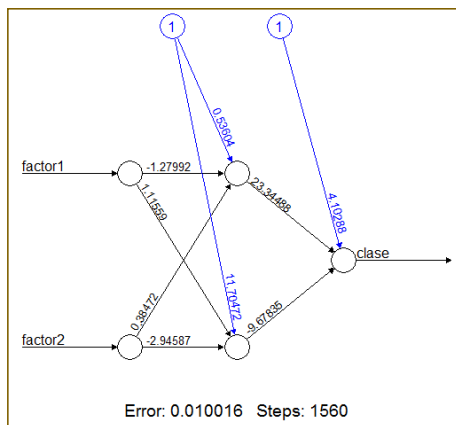 1
1
0.53604
4.10288
factor1
-1.27992
23.34488
1.11559
clase
11.70472
0.38472
-9.67835
factor2
-2.94587
Error: 0.010016 Steps: 1560